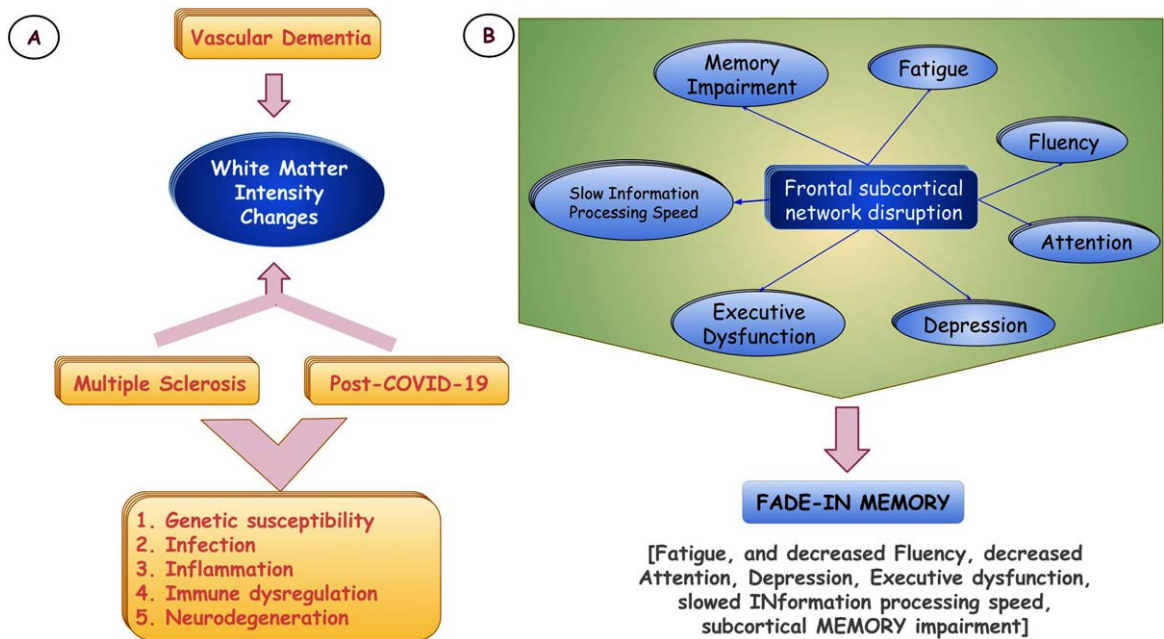 A
Vascular Dementia
White Matter
Intensity
Changes
Multiple Sclerosis
Post-COVID-19
1. Genetic susceptibility
2. Infection
3. Inflammation
4. Immune dysregulation
5. Neurodegeneration
B
Memory
Impairment
Fatigue
Fluency
Slow Information
Processing Speed
Frontal subcortical
network disruption
Attention
Executive
Dysfunction
Depression
FADE-IN MEMORY
[Fatigue, and decreased Fluency, decreased
Attention, Depression, Executive dysfunction,
slowed INformation processing speed,
subcortical MEMORY impairment]